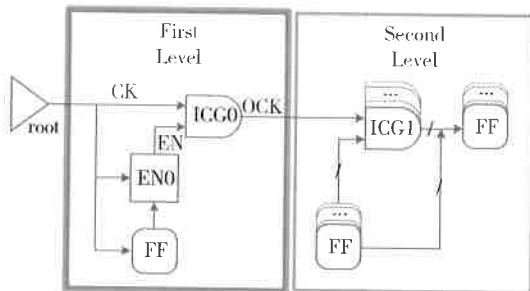 First
Level
Second
Level
root
CK
ICG0
OCK
EN
EN0
FF
...
ICG1
...
FF
...
FF